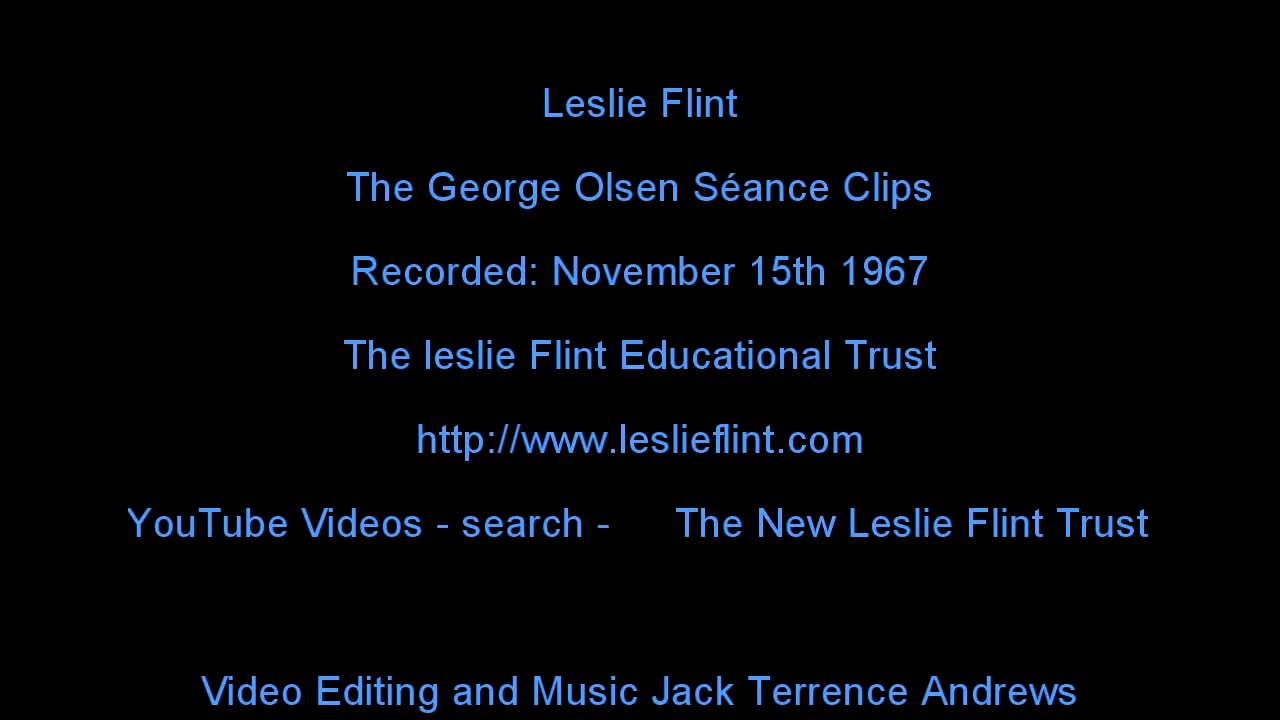 Leslie Flint
The George Olsen Séance Clips
Recorded: November 15th 1967
The leslie Flint Educational Trust
http://www.leslieflint.com
YouTube Videos - search - The New Leslie Flint Trust
Video Editing and Music Jack Terrence Andrews